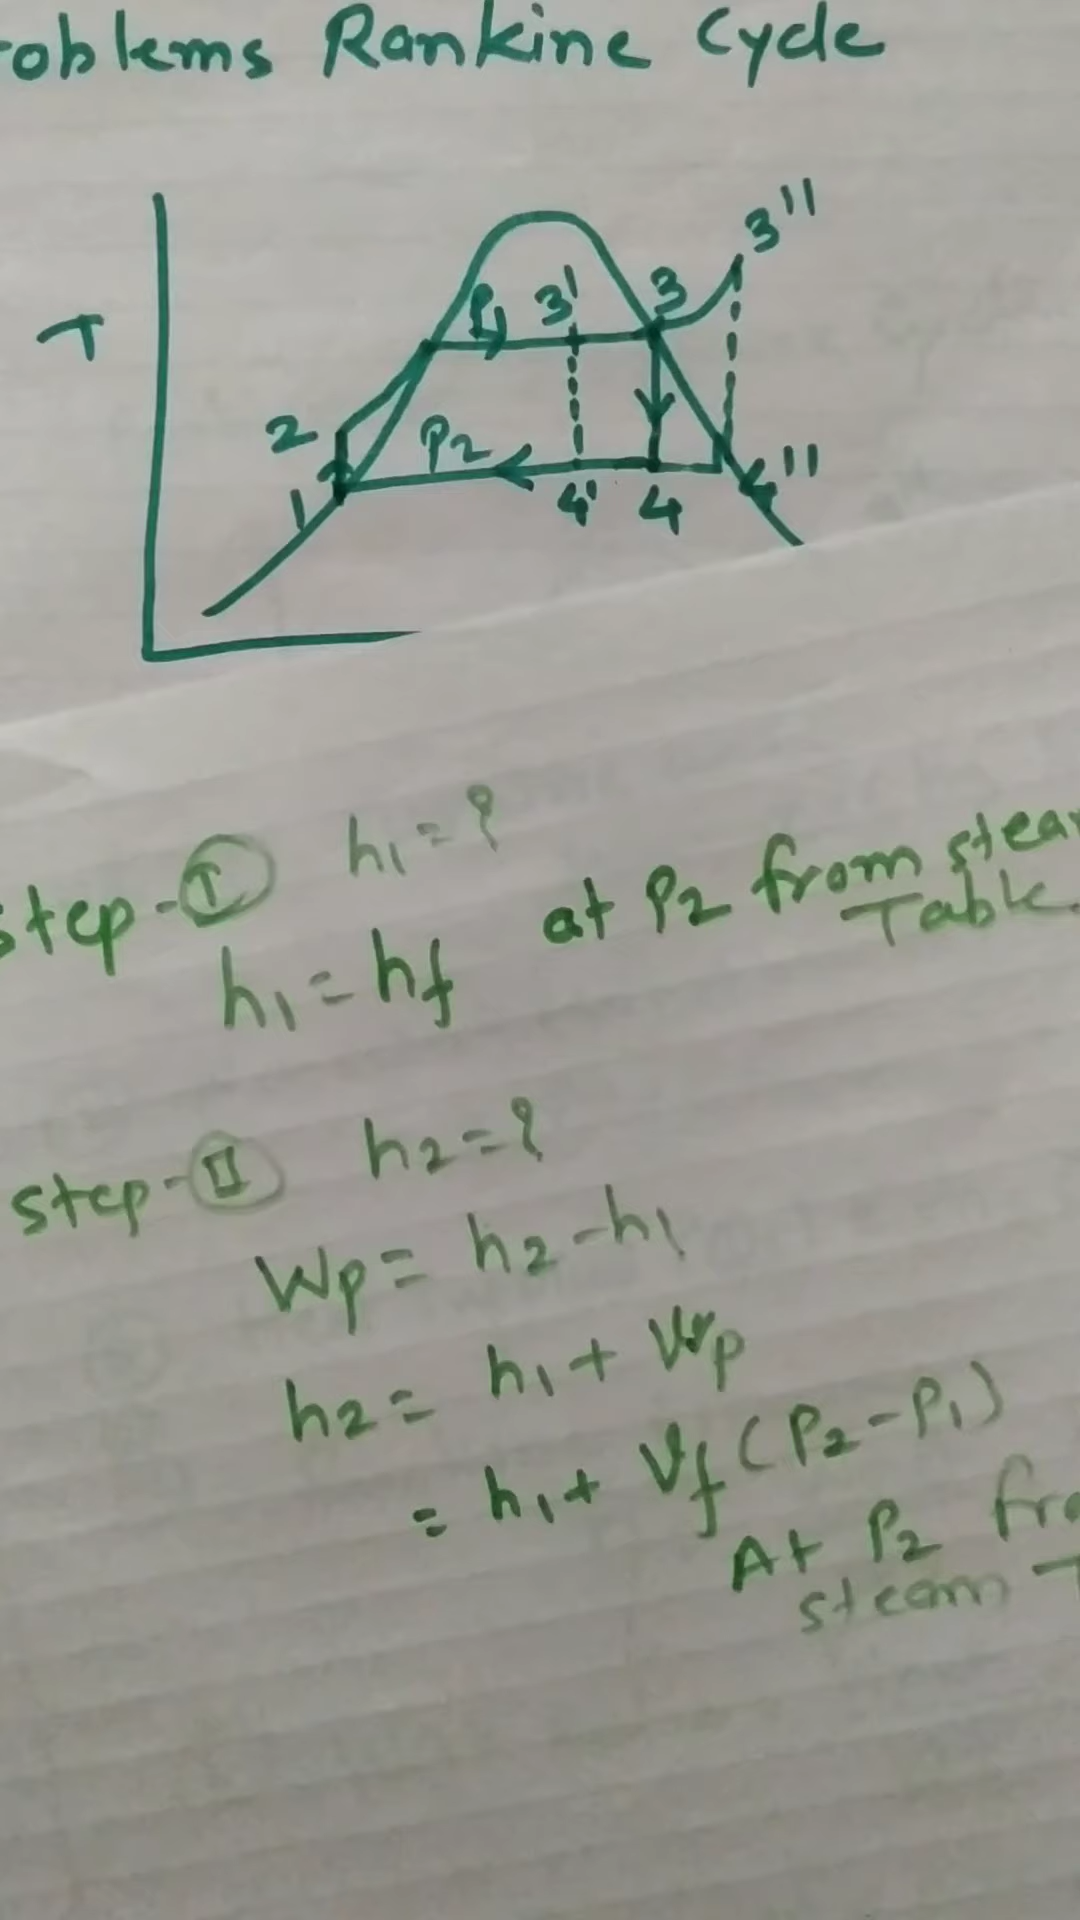 roblems Rankine Cycle
T
3''
3
3'
P1
2
P2
1
4'
4
4''
step-I h1=?
at P2 from stea
Table
h1=hf
step-II h2=?
Wp= h2-h1
h2= h1+ Wp
= h1+ Vf (P2-P1)
At P2 fro
steam T